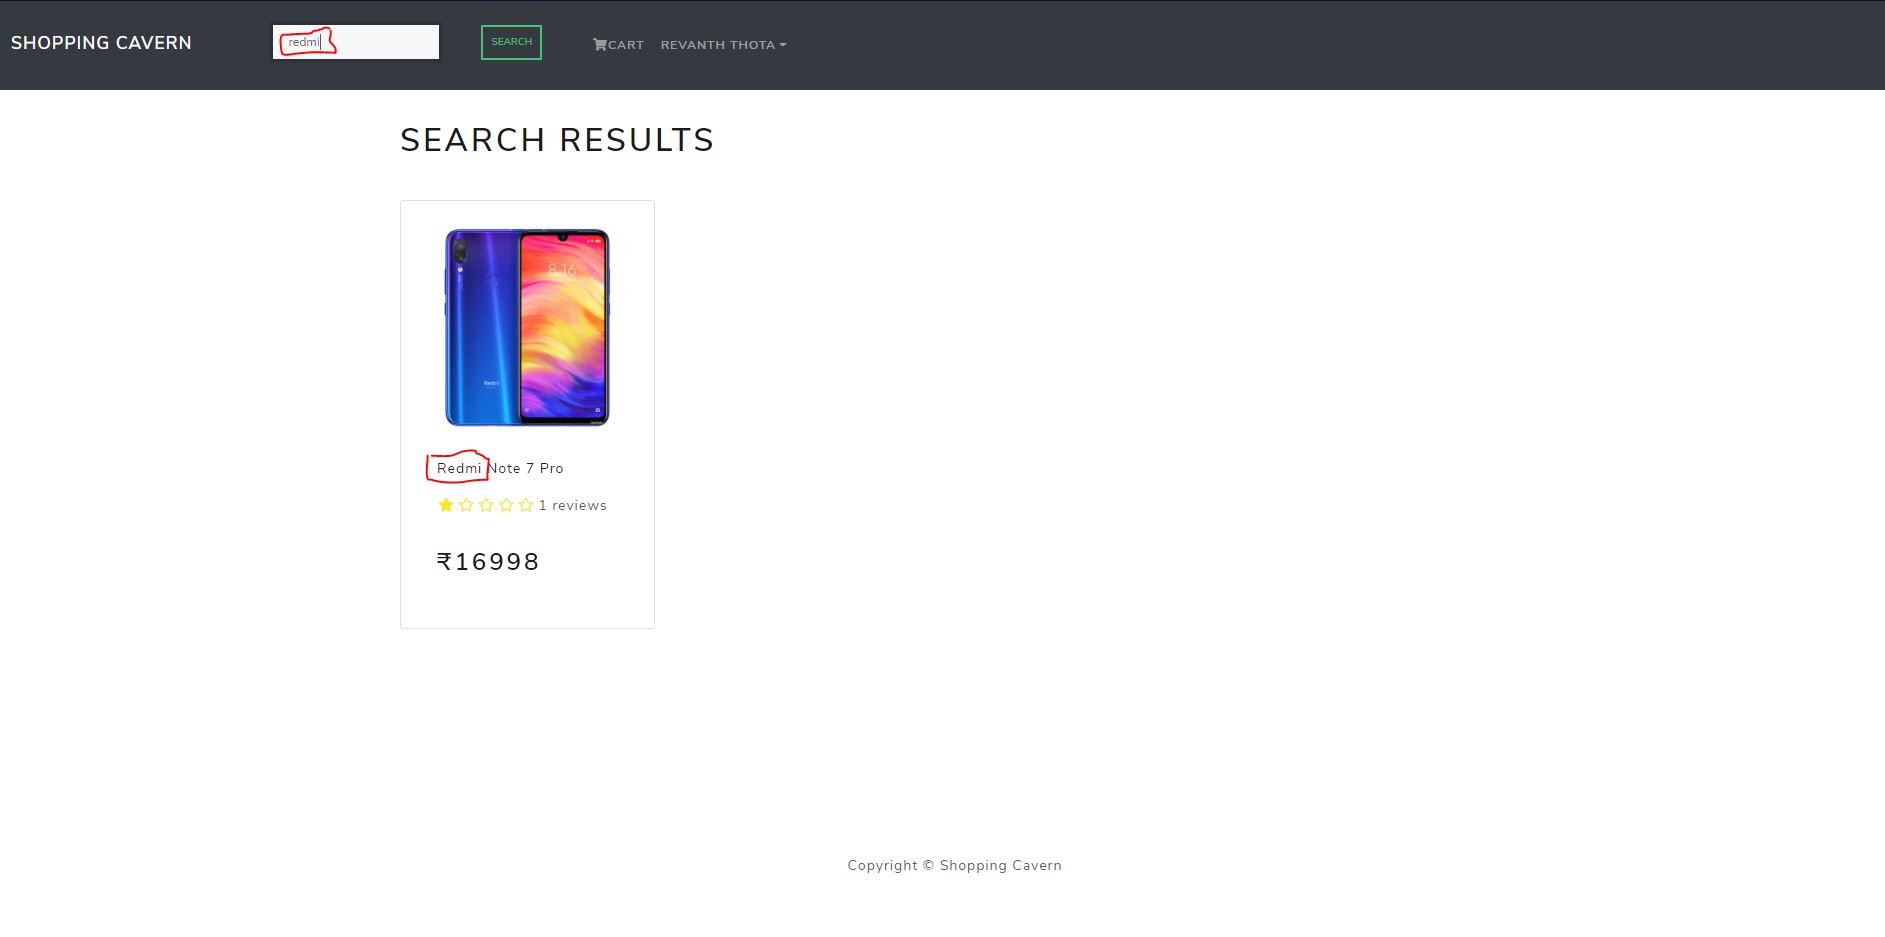 SHOPPING CAVERN
redmi
SEARCH
CART
REVANTH THOTA
SEARCH RESULTS
8:16
Redmi
Redmi Note 7 Pro
1 reviews
₹16998
Copyright © Shopping Cavern